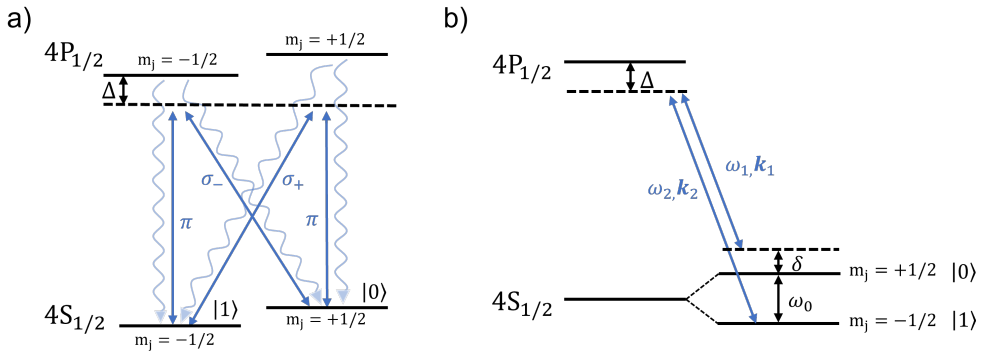 a)
4P1/2
mj = −1/2
mj = +1/2
Δ
σ−
σ+
π
π
|1⟩
|0⟩
4S1/2
mj = −1/2
mj = +1/2
b)
4P1/2
Δ
ω1, k1
ω2, k2
δ
mj = +1/2 |0⟩
4S1/2
ω0
mj = −1/2 |1⟩